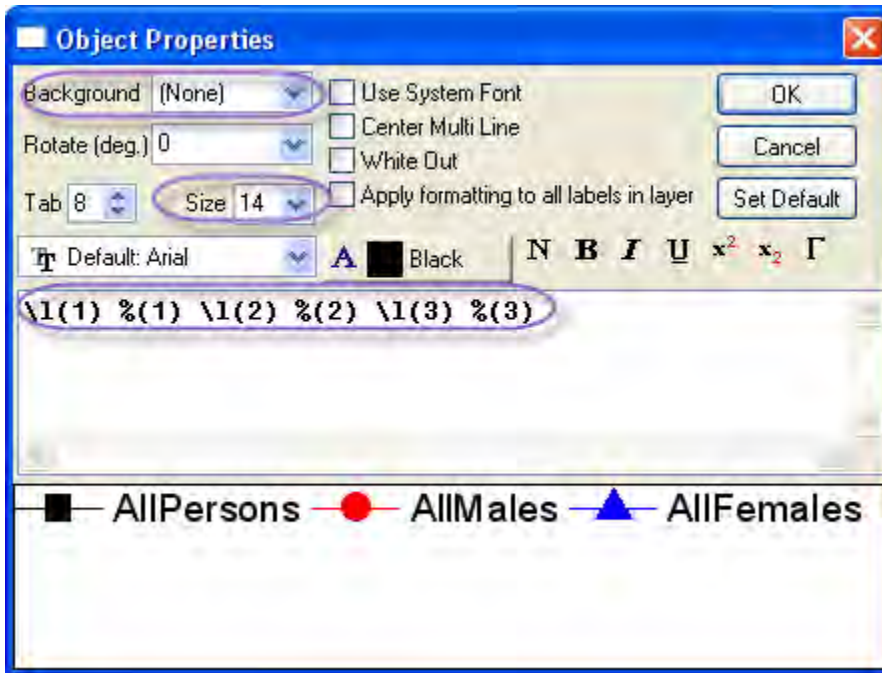 Object Properties
Background (None)
Use System Font
OK
Center Multi Line
Rotate (deg.) 0
White Out
Cancel
Tab 8
Size 14
Apply formatting to all labels in layer
Set Default
Default: Arial
A Black
N B I U x² x₂ Γ
\l(1) %(1) \l(2) %(2) \l(3) %(3)
AllPersons AllMales AllFemales